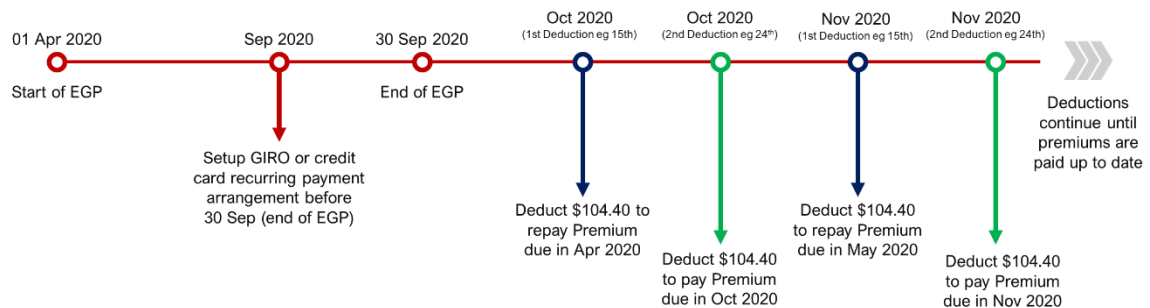 01 Apr 2020
Start of EGP
Sep 2020
Setup GIRO or credit
card recurring payment
arrangement before
30 Sep (end of EGP)
30 Sep 2020
End of EGP
Oct 2020
(1st Deduction eg 15th)
Deduct $104.40 to
repay Premium
due in Apr 2020
Oct 2020
(2nd Deduction eg 24th)
Deduct $104.40
to pay Premium
due in Oct 2020
Nov 2020
(1st Deduction eg 15th)
Deduct $104.40
to repay Premium
due in May 2020
Nov 2020
(2nd Deduction eg 24th)
Deduct $104.40
to pay Premium
due in Nov 2020
Deductions
continue until
premiums are
paid up to date